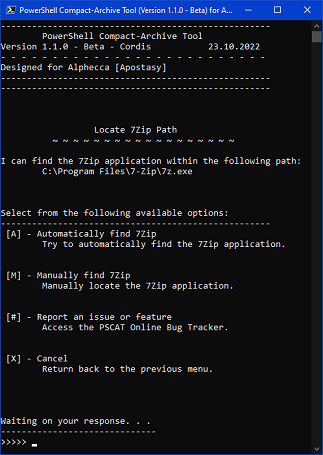 PowerShell Compact-Archive Tool (Version 1.1.0 - Beta) for A...
------------------------------------------------------
PowerShell Compact-Archive Tool
Version 1.1.0 - Beta - Cordis 23.10.2022
- - - - - - - - - - - - - - - - - - - - - - - - - - -
Designed for Alphecca [Apostasy]
------------------------------------------------------
------------------------------------------------------
Locate 7Zip Path
~ ~ ~ ~ ~ ~ ~ ~ ~ ~ ~ ~ ~ ~ ~ ~ ~ ~
I can find the 7Zip application within the following path:
C:\Program Files\7-Zip\7z.exe
Select from the following available options:
------------------------------------------------------
[A] - Automatically find 7Zip
Try to automatically find the 7Zip application.
[M] - Manually find 7Zip
Manually locate the 7Zip application.
[#] - Report an issue or feature
Access the PSCAT Online Bug Tracker.
[X] - Cancel
Return back to the previous menu.
Waiting on your response. . .
-------------------------------
>>>>> _